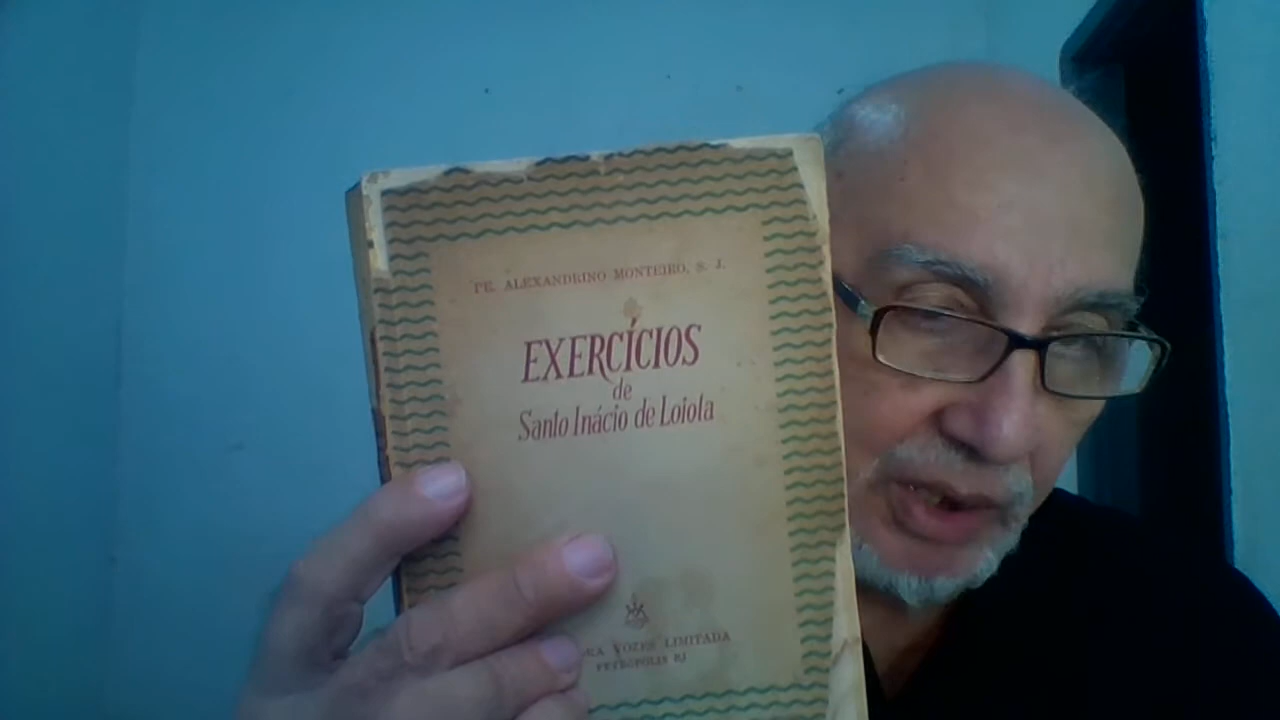 PE. ALEXANDRINO MONTEIRO, S. J.
EXERCÍCIOS
de
Santo Inácio de Loiola
VOZES LIMITADA
PETRÓPOLIS RJ